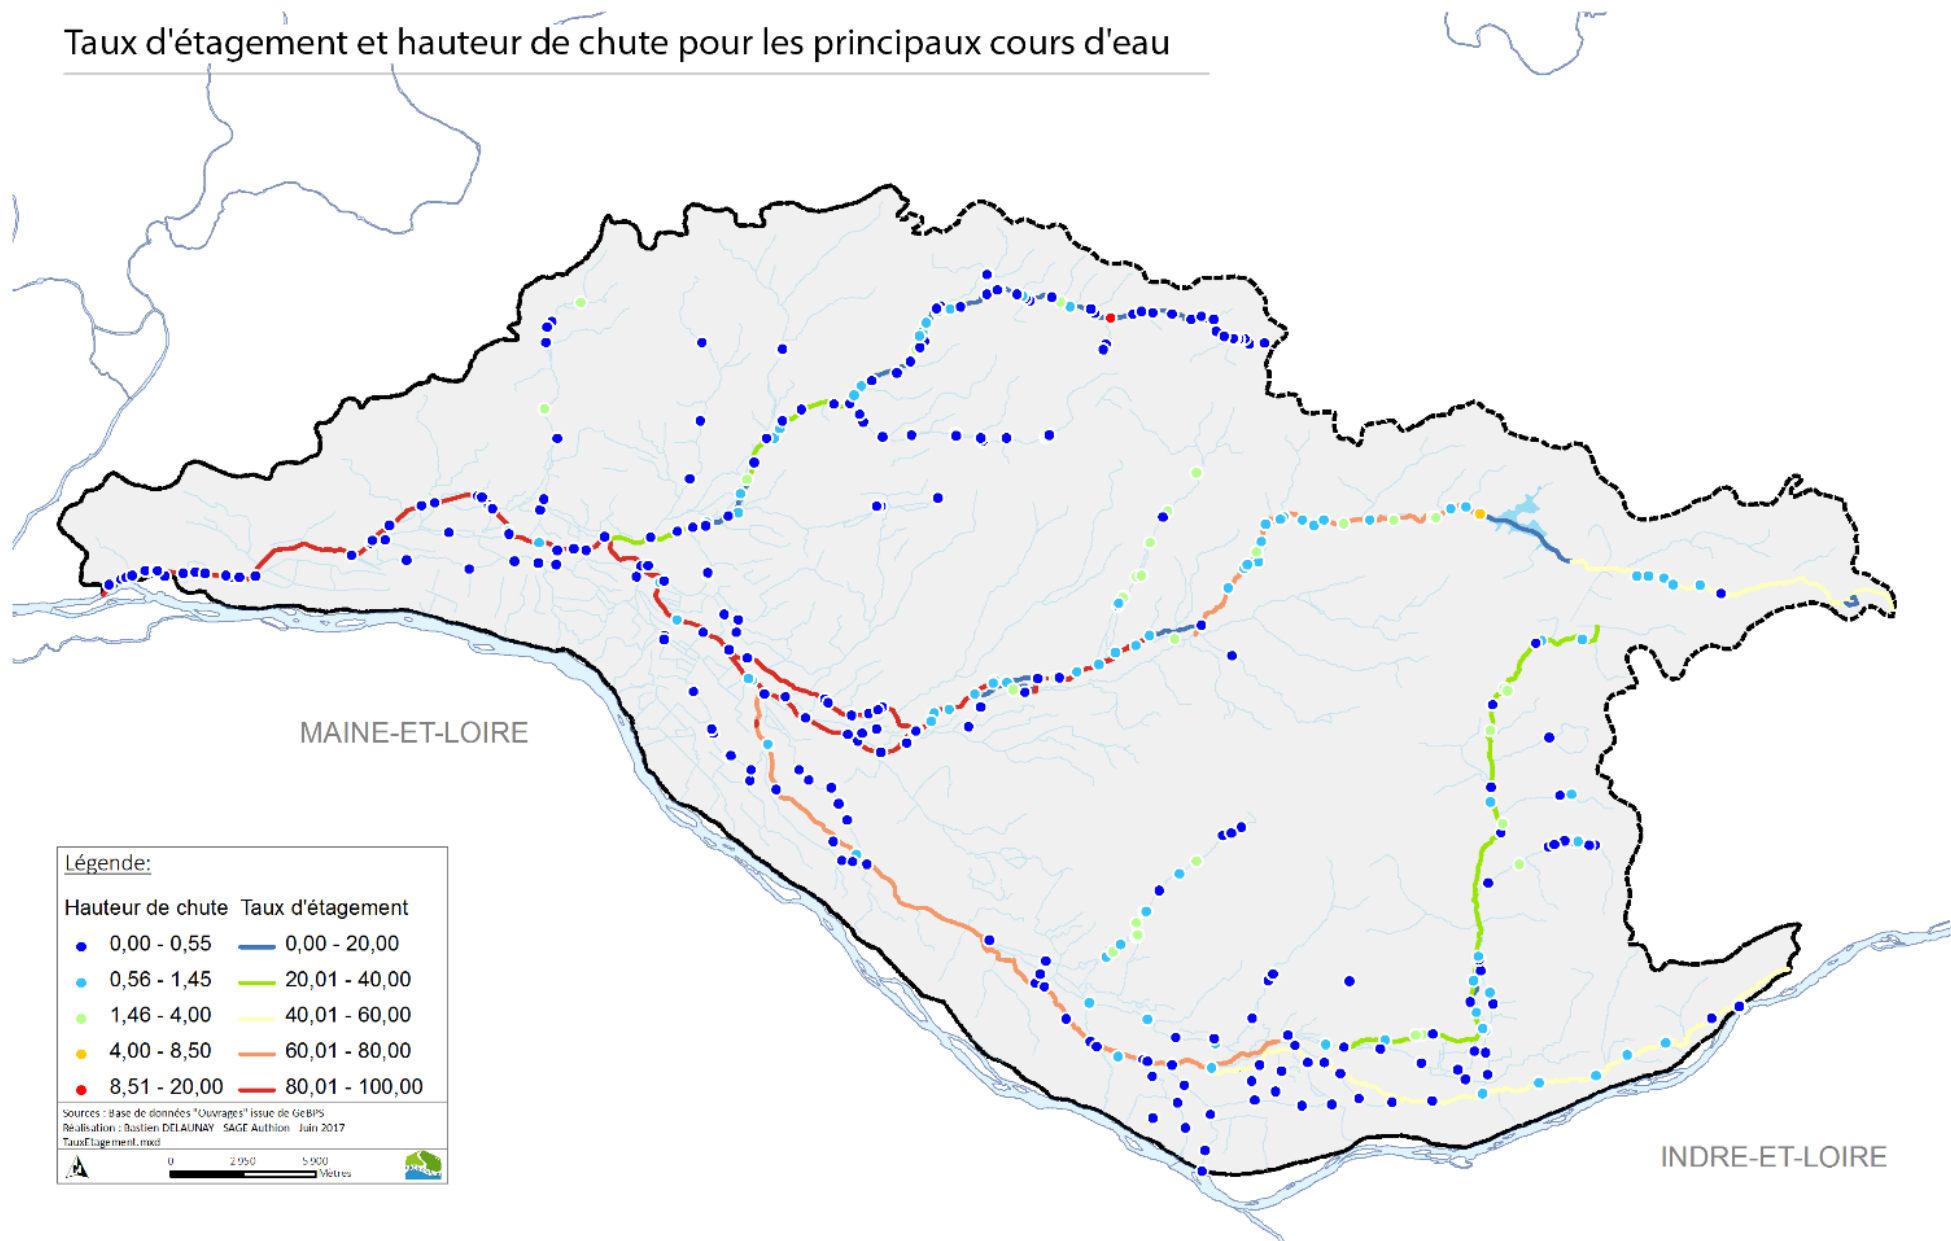 Taux d'étagement et hauteur de chute pour les principaux cours d'eau
MAINE-ET-LOIRE
Légende:
Hauteur de chute Taux d'étagement
0,00 - 0,55 0,00 - 20,00
0,56 - 1,45 20,01 - 40,00
1,46 - 4,00 40,01 - 60,00
4,00 - 8,50 60,01 - 80,00
8,51 - 20,00 80,01 - 100,00
Sources : Base de données "Ouvrages" issue de GéBPS
Réalisation : Bastien DELAUNAY SAGE Authion Juin 2017
TauxEtagement.mxd
0 2 950 5 900
Mètres
INDRE-ET-LOIRE